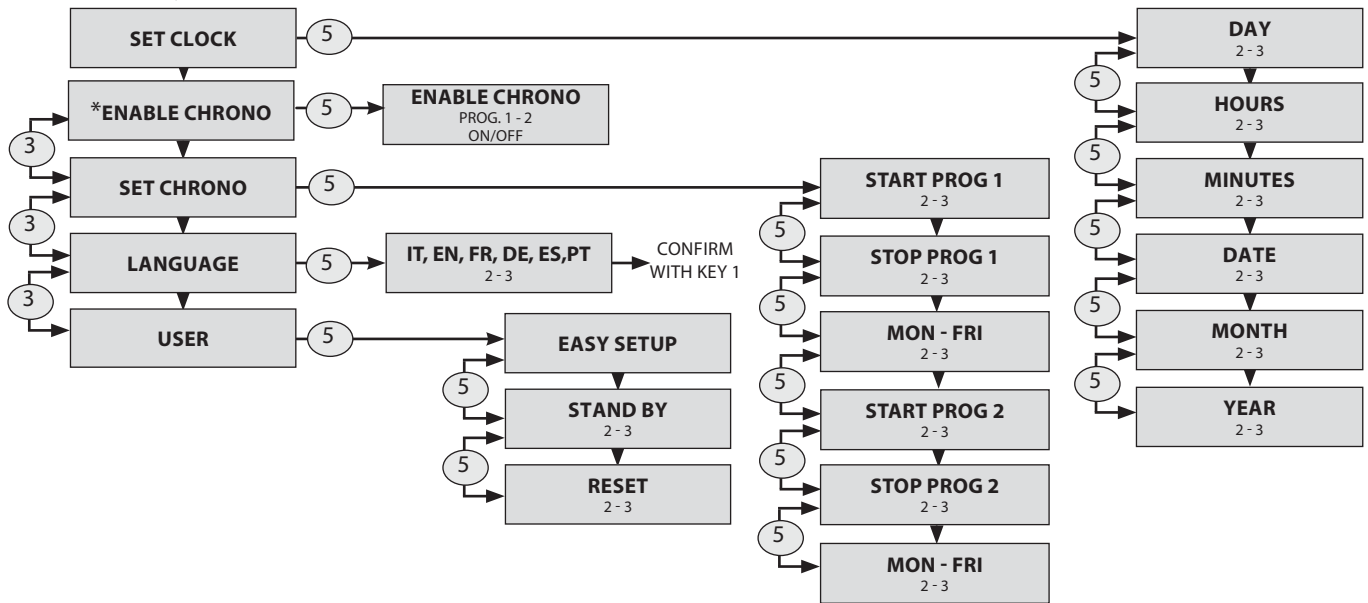 SET CLOCK
5
DAY
2 - 3
5
*ENABLE CHRONO
5
ENABLE CHRONO
PROG. 1 - 2
ON/OFF
HOURS
2 - 3
3
5
SET CHRONO
5
START PROG 1
2 - 3
MINUTES
2 - 3
3
5
5
LANGUAGE
5
IT, EN, FR, DE, ES,PT
2 - 3
CONFIRM
WITH KEY 1
STOP PROG 1
2 - 3
DATE
2 - 3
3
5
5
USER
5
EASY SETUP
MON - FRI
2 - 3
MONTH
2 - 3
5
5
5
STAND BY
2 - 3
START PROG 2
2 - 3
YEAR
2 - 3
5
5
RESET
2 - 3
STOP PROG 2
2 - 3
5
MON - FRI
2 - 3